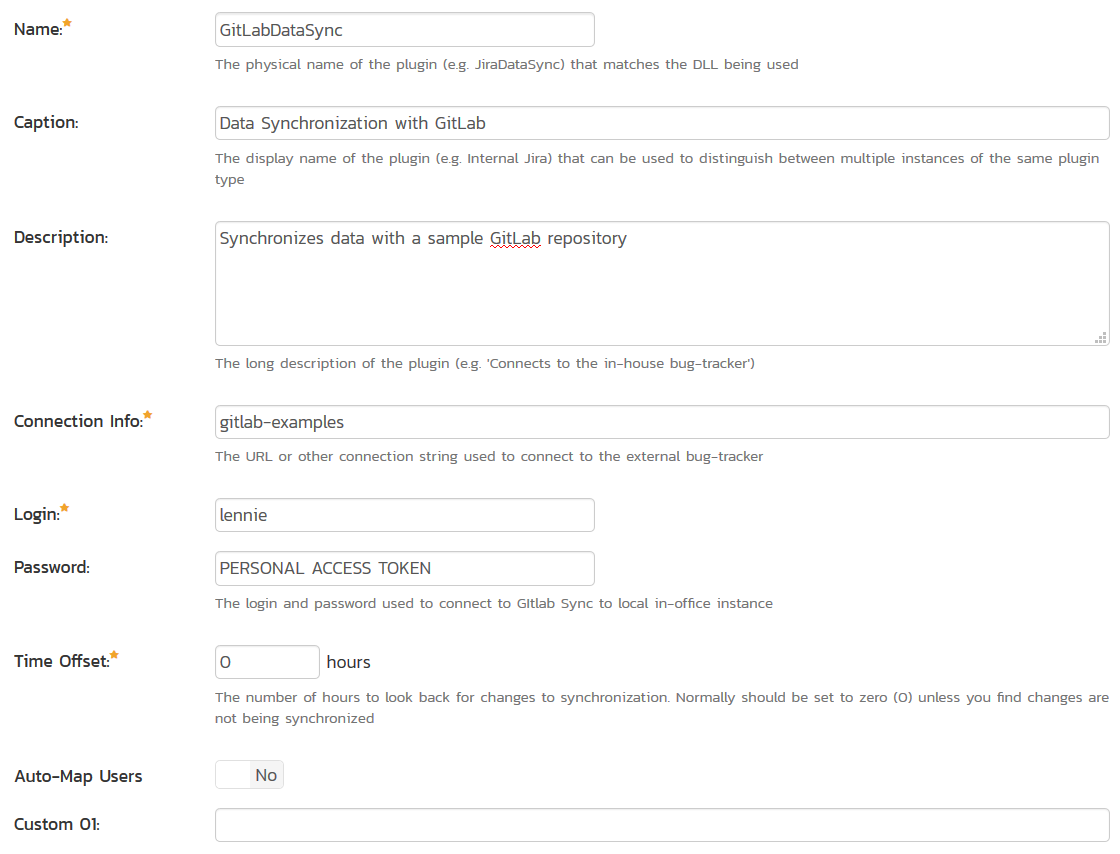 Name:
GitLabDataSync
The physical name of the plugin (e.g. JiraDataSync) that matches the DLL being used
Caption:
Data Synchronization with GitLab
The display name of the plugin (e.g. Internal Jira) that can be used to distinguish between multiple instances of the same plugin
type
Description:
Synchronizes data with a sample GitLab repository
The long description of the plugin (e.g. 'Connects to the in-house bug-tracker')
Connection Info:
gitlab-examples
The URL or other connection string used to connect to the external bug-tracker
Login:
lennie
Password:
PERSONAL ACCESS TOKEN
The login and password used to connect to GItlab Sync to local in-office instance
Time Offset:
0 hours
The number of hours to look back for changes to synchronization. Normally should be set to zero (0) unless you find changes are
not being synchronized
Auto-Map Users
No
Custom 01: